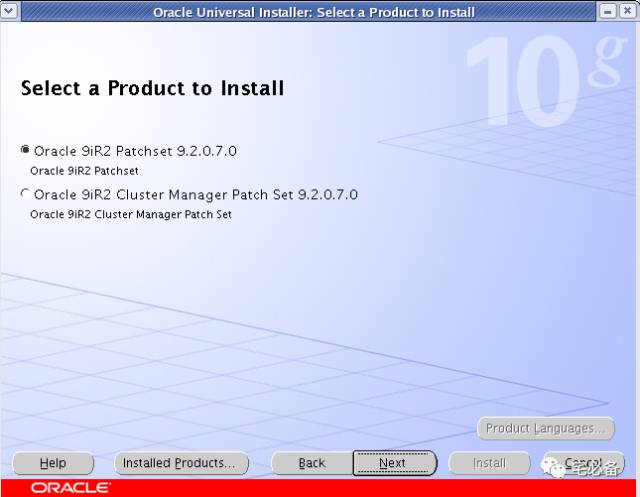 Oracle Universal Installer: Select a Product to Install
10g
Select a Product to Install
Oracle 9iR2 Patchset 9.2.0.7.0
Oracle 9iR2 Patchset
Oracle 9iR2 Cluster Manager Patch Set 9.2.0.7.0
Oracle 9iR2 Cluster Manager Patch Set
Product Languages...
Help
Installed Products...
Back
Next
Install
Cancel
宅必备
ORACLE